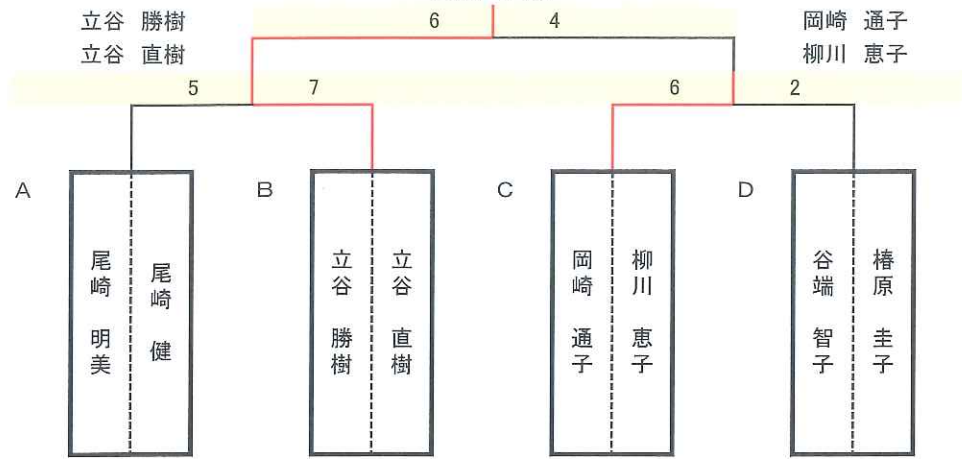 立谷 勝樹
立谷 直樹
6 4
岡崎 通子
柳川 恵子
5 7
6 2
A
尾崎 明美
尾崎 健
B
立谷 勝樹
立谷 直樹
C
岡崎 通子
柳川 恵子
D
谷端 智子
椿原 圭子